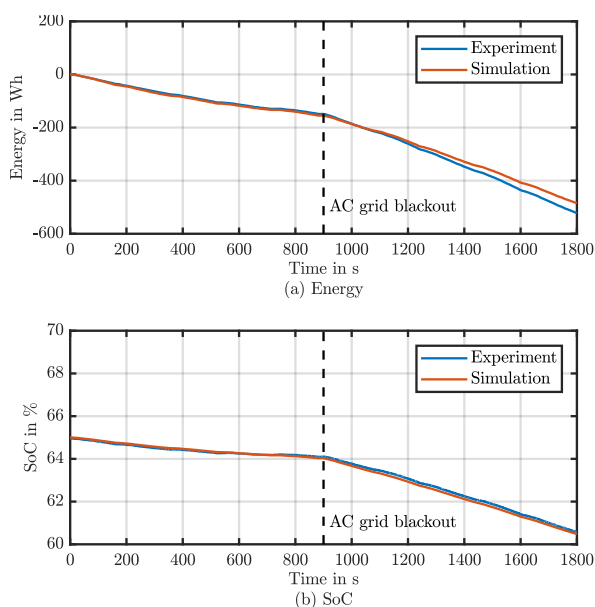 200
0
-200
-400
-600
Energy in Wh
Experiment
Simulation
AC grid blackout
0 200 400 600 800 1000 1200 1400 1600 1800
Time in s
(a) Energy
70
68
66
64
62
60
SoC in %
Experiment
Simulation
AC grid blackout
0 200 400 600 800 1000 1200 1400 1600 1800
Time in s
(b) SoC